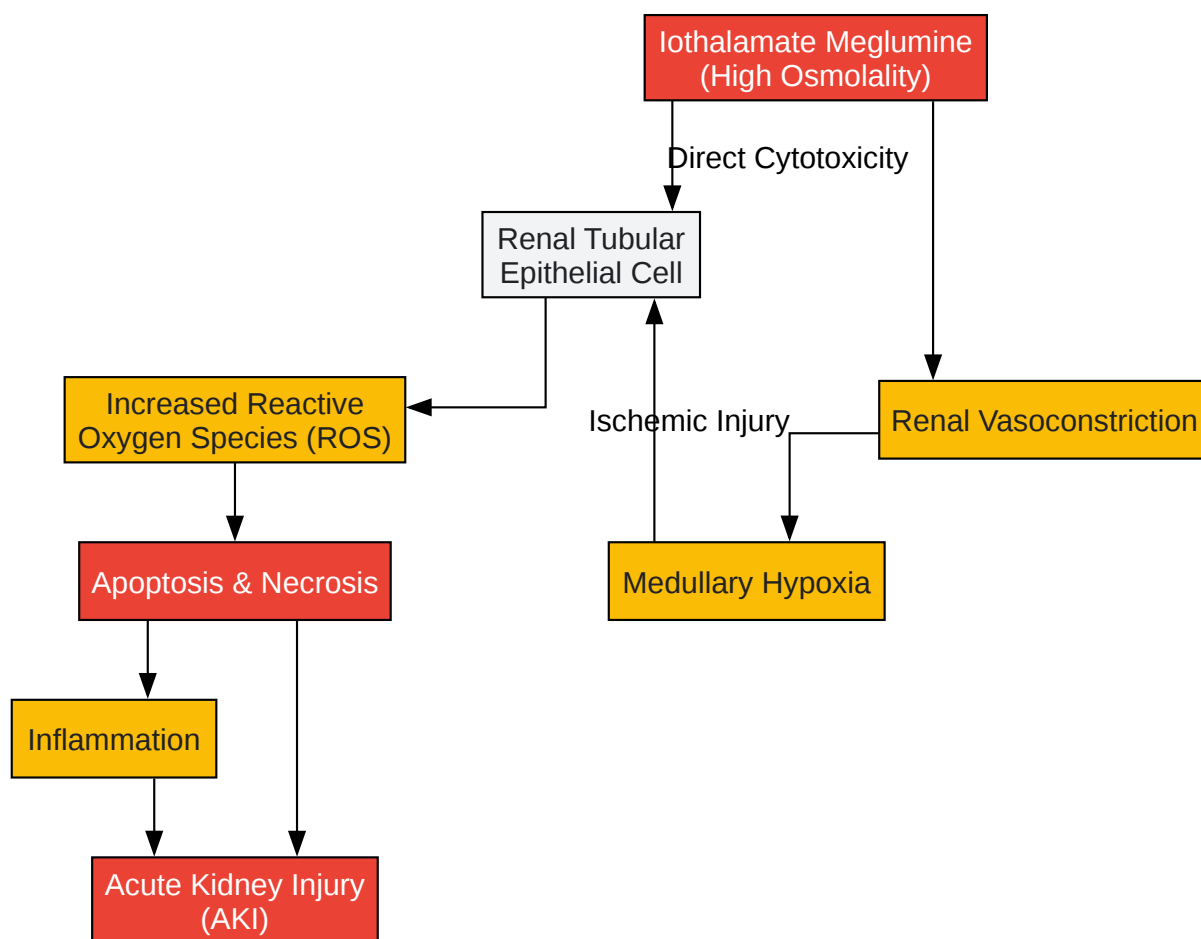 Iothalamate Meglumine
(High Osmolality)
Direct Cytotoxicity
Renal Tubular
Epithelial Cell
Increased Reactive
Oxygen Species (ROS)
Ischemic Injury
Renal Vasoconstriction
Apoptosis & Necrosis
Medullary Hypoxia
Inflammation
Acute Kidney Injury
(AKI)